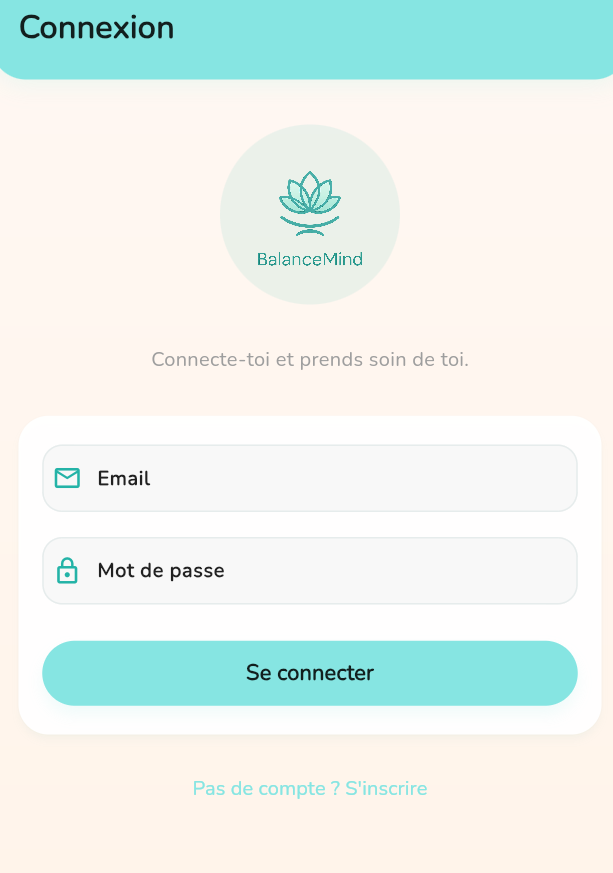 Connexion
BalanceMind
Connecte-toi et prends soin de toi.
Email
Mot de passe
Se connecter
Pas de compte ? S'inscrire